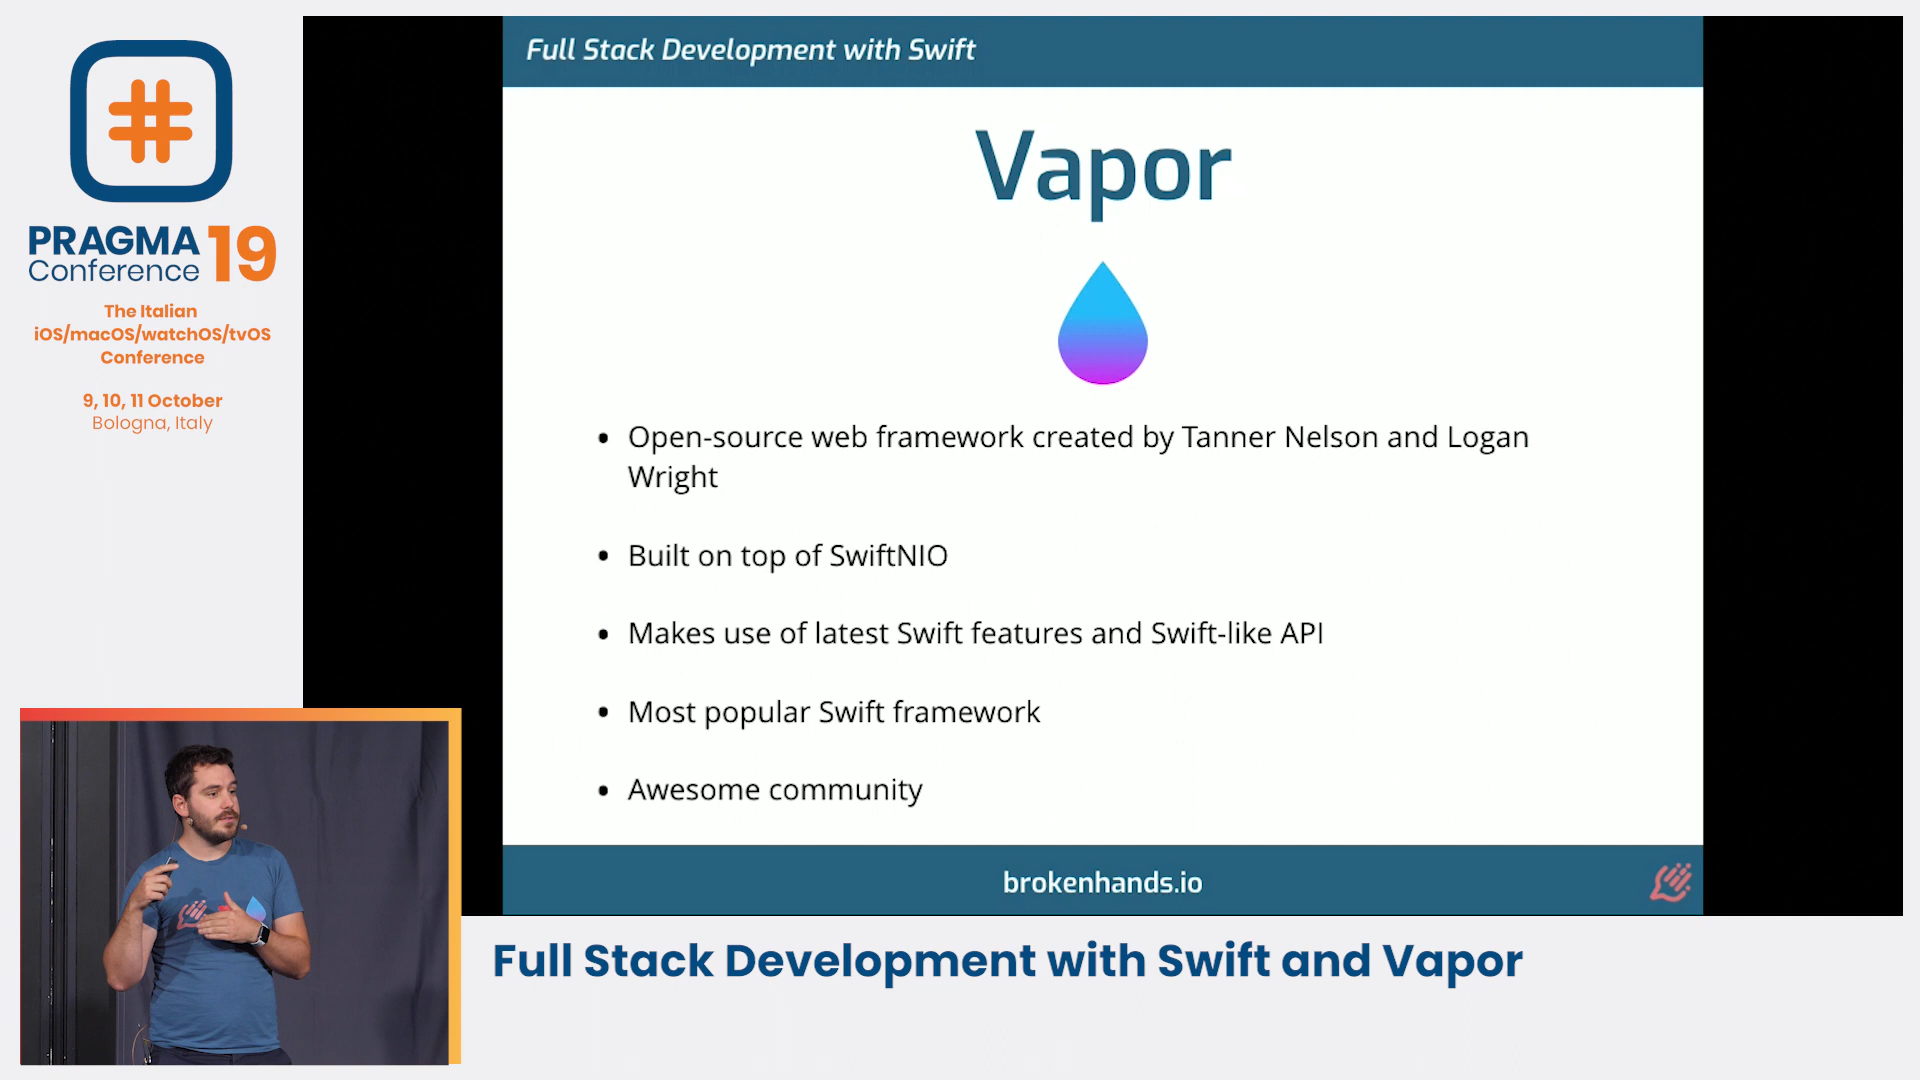 PRAGMA 19
Conference
The Italian
iOS/macOS/watchOS/tvOS
Conference
9, 10, 11 October
Bologna, Italy
Full Stack Development with Swift
Vapor
• Open-source web framework created by Tanner Nelson and Logan
Wright
• Built on top of SwiftNIO
• Makes use of latest Swift features and Swift-like API
• Most popular Swift framework
• Awesome community
brokenhands.io
Full Stack Development with Swift and Vapor